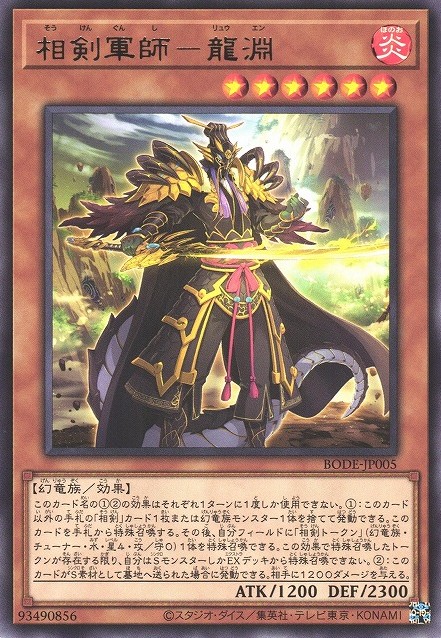 そうけんぐんし リュウエン
相剣軍師－龍淵
ほのお
炎
BODE-JP005
【幻竜族／効果】
このカード名の①②の効果はそれぞれ1ターンに1度しか使用できない。①：このカード
以外の手札の「相剣」カード1枚または幻竜族モンスター1体を捨てて発動できる。この
カードを手札から特殊召喚する。その後、自分フィールドに「相剣トークン」（幻竜族・
チューナー・水・星4・攻／守0）1体を特殊召喚できる。この効果で特殊召喚したトー
クンが存在する限り、自分はSモンスターしかEXデッキから特殊召喚できない。②：こ
のカードがS素材として墓地へ送られた場合に発動できる。相手に1200ダメージを与える。
ATK/1200 DEF/2300
93490856
©スタジオ・ダイス／集英社・テレビ東京・KONAMI